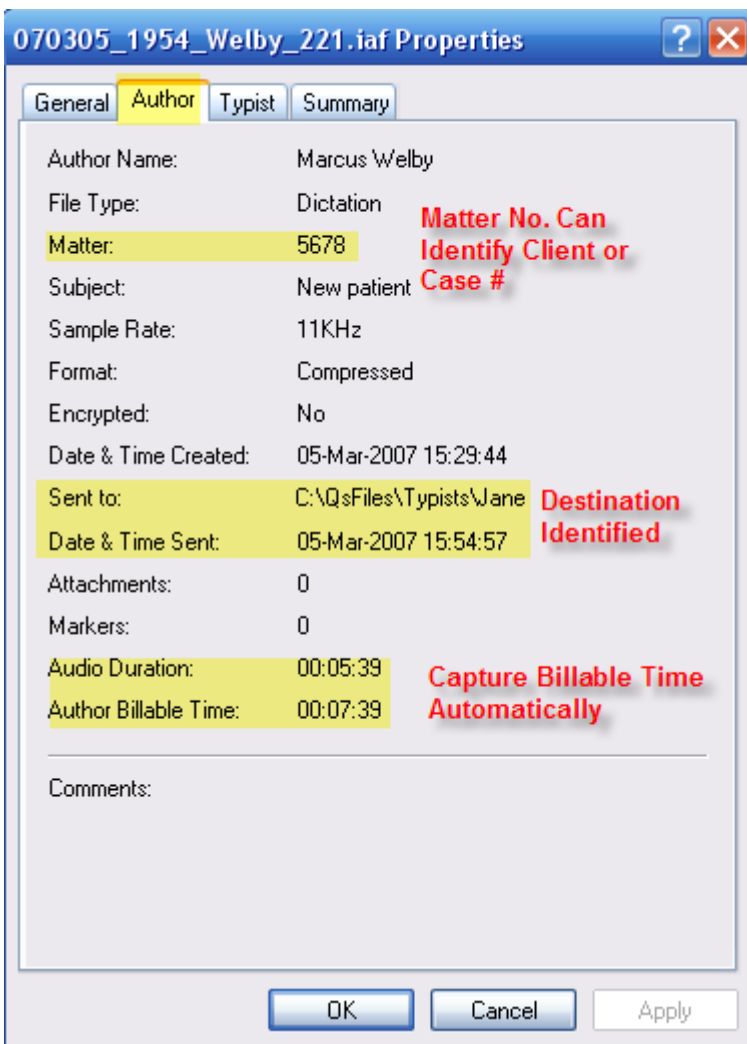 070305_1954_Welby_221.iaf Properties
General Author Typist Summary
Author Name: Marcus Welby
File Type: Dictation
Matter: 5678
Matter No. Can
Identify Client or
Case #
Subject: New patient
Sample Rate: 11KHz
Format: Compressed
Encrypted: No
Date & Time Created: 05-Mar-2007 15:29:44
Sent to: C:\QsFiles\Typists\Jane
Date & Time Sent: 05-Mar-2007 15:54:57
Destination
Identified
Attachments: 0
Markers: 0
Audio Duration: 00:05:39
Author Billable Time: 00:07:39
Capture Billable Time
Automatically
Comments:
OK Cancel Apply